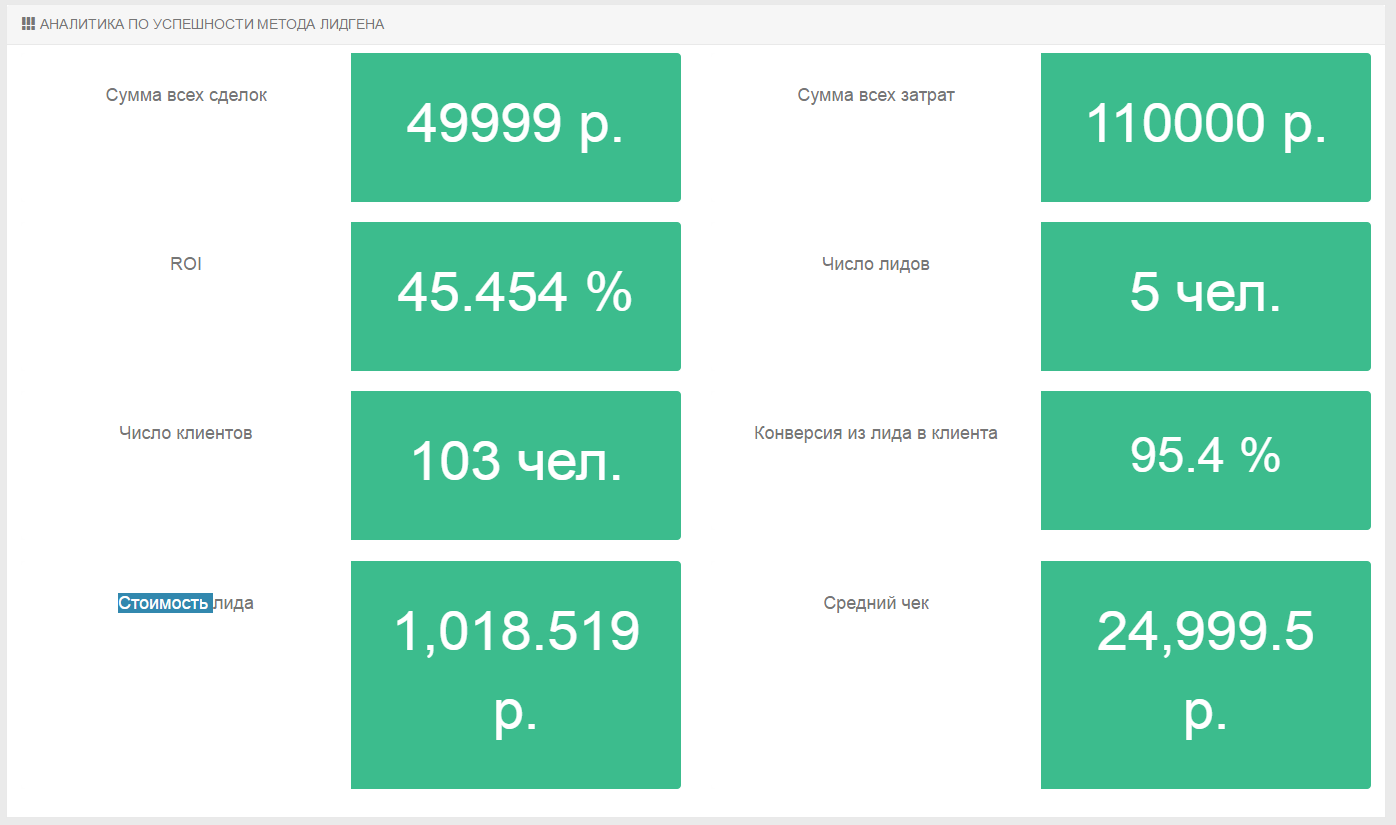 АНАЛИТИКА ПО УСПЕШНОСТИ МЕТОДА ЛИДГЕНА
Сумма всех сделок
49999 р.
Сумма всех затрат
110000 р.
ROI
45.454 %
Число лидов
5 чел.
Число клиентов
103 чел.
Конверсия из лида в клиента
95.4 %
Стоимость лида
1,018.519
р.
Средний чек
24,999.5
р.